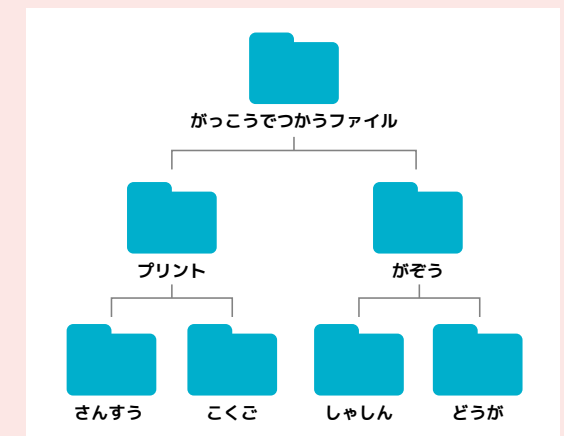 がっこうでつかうファイル
プリント
がぞう
さんすう
こくご
しゃしん
どうが